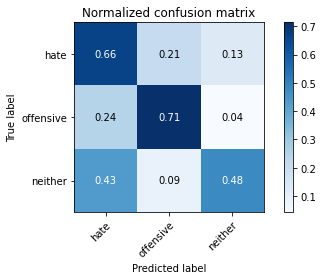 Normalized confusion matrix
True label
hate
offensive
neither
0.66 0.21 0.13
0.24 0.71 0.04
0.43 0.09 0.48
hate
offensive
neither
Predicted label
0.7
0.6
0.5
0.4
0.3
0.2
0.1